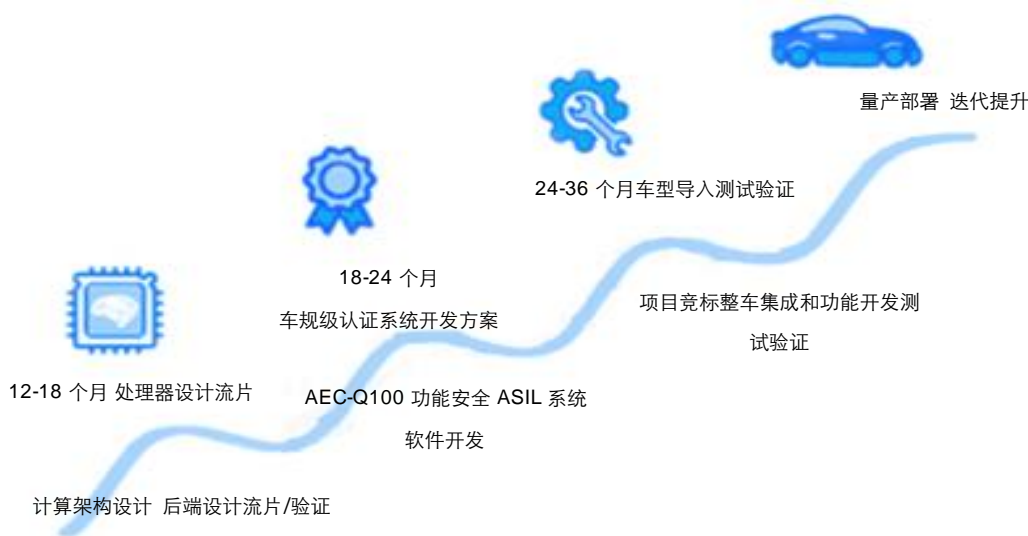 量产部署 迭代提升
24-36 个月车型导入测试验证
18-24 个月
车规级认证系统开发方案
项目竞标整车集成和功能开发测
试验证
12-18 个月 处理器设计流片
AEC-Q100 功能安全 ASIL 系统
软件开发
计算架构设计 后端设计流片/验证